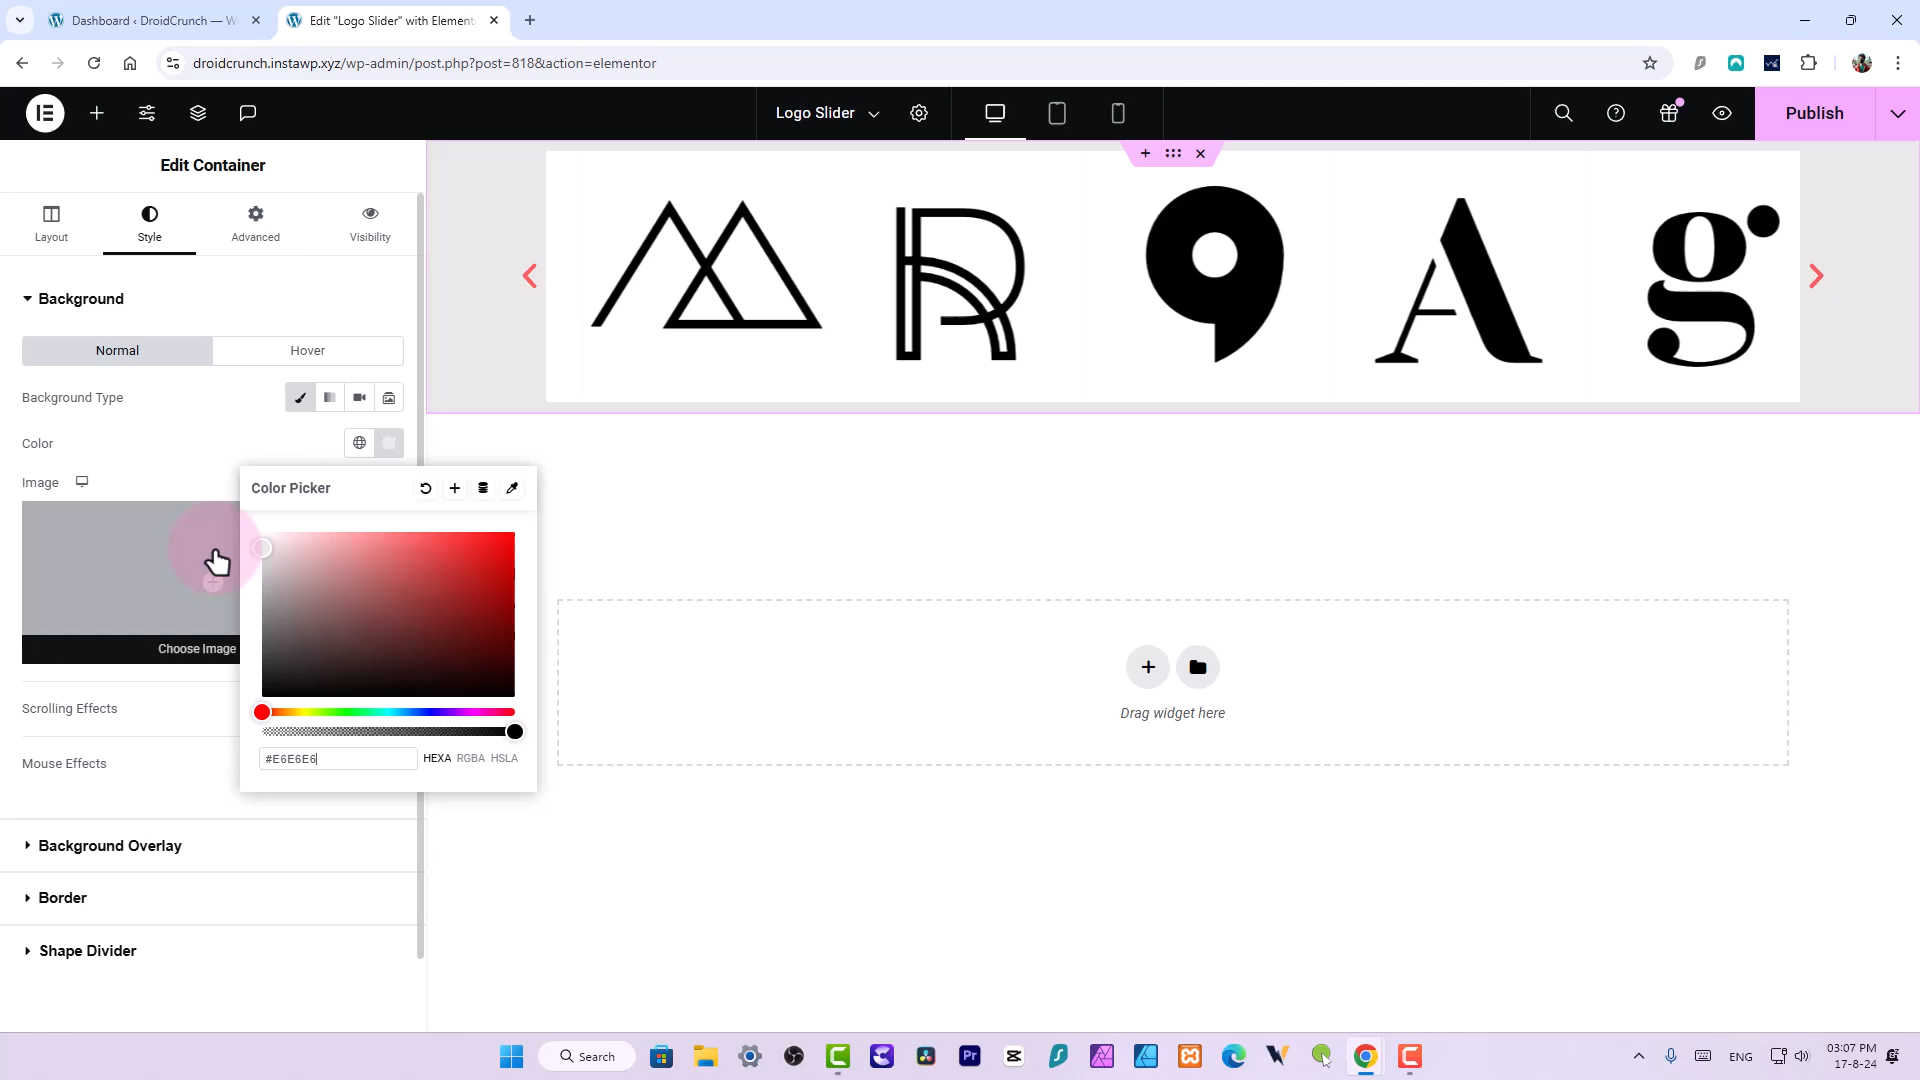 Dashboard ‹ DroidCrunch — W
Edit "Logo Slider" with Element
droidcrunch.instawp.xyz/wp-admin/post.php?post=818&action=elementor
Logo Slider
Publish
Edit Container
Layout
Style
Advanced
Visibility
Background
Normal
Hover
Background Type
Color
Image
Color Picker
Choose Image
Scrolling Effects
#E6E6E6
HEXA
RGBA
HSLA
Mouse Effects
Background Overlay
Border
Shape Divider
R
A
g
Drag widget here
Search
Pr
ENG
03:07 PM
17-8-24